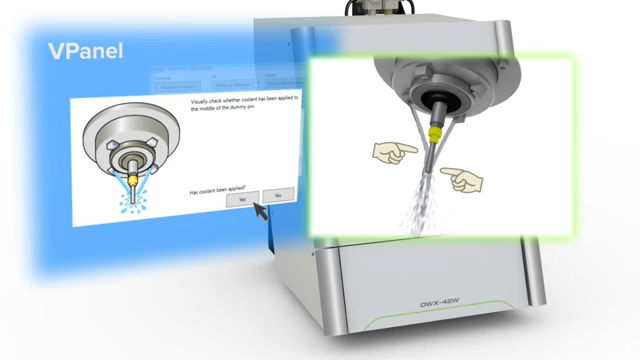 VPanel
Visually check whether coolant has been applied to
the middle of the dummy pin.
Has coolant been applied?
Yes
No
DWX-42W